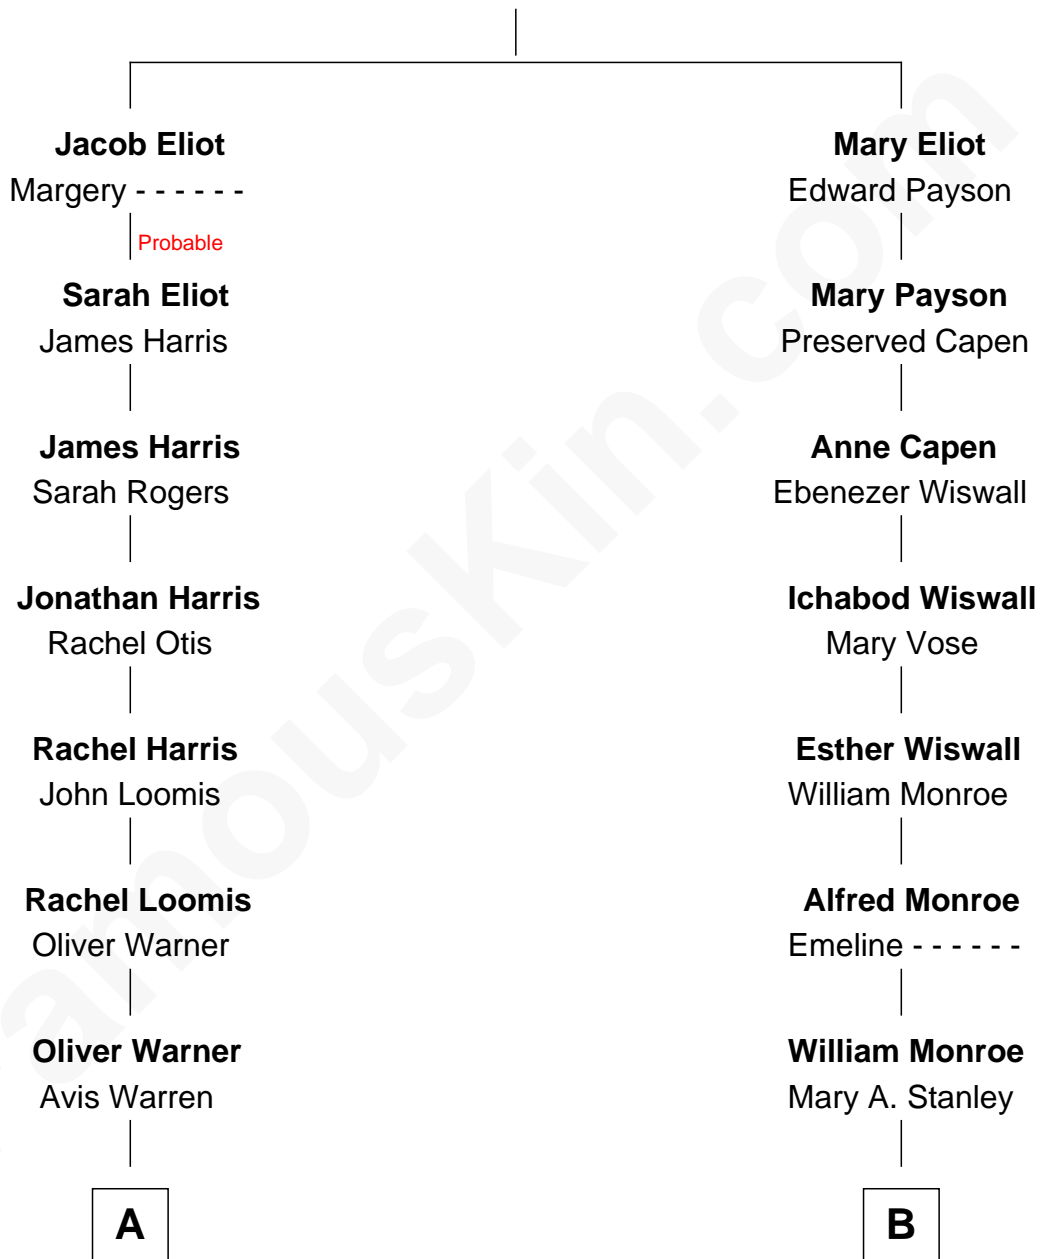 Jacob Eliot
Margery - - - - - -
Probable
Sarah Eliot
James Harris
James Harris
Sarah Rogers
Jonathan Harris
Rachel Otis
Rachel Harris
John Loomis
Rachel Loomis
Oliver Warner
Oliver Warner
Avis Warren
A
Mary Eliot
Edward Payson
Mary Payson
Preserved Capen
Anne Capen
Ebenezer Wiswall
Ichabod Wiswall
Mary Vose
Esther Wiswall
William Monroe
Alfred Monroe
Emeline - - - - - -
William Monroe
Mary A. Stanley
B
amouskin.com